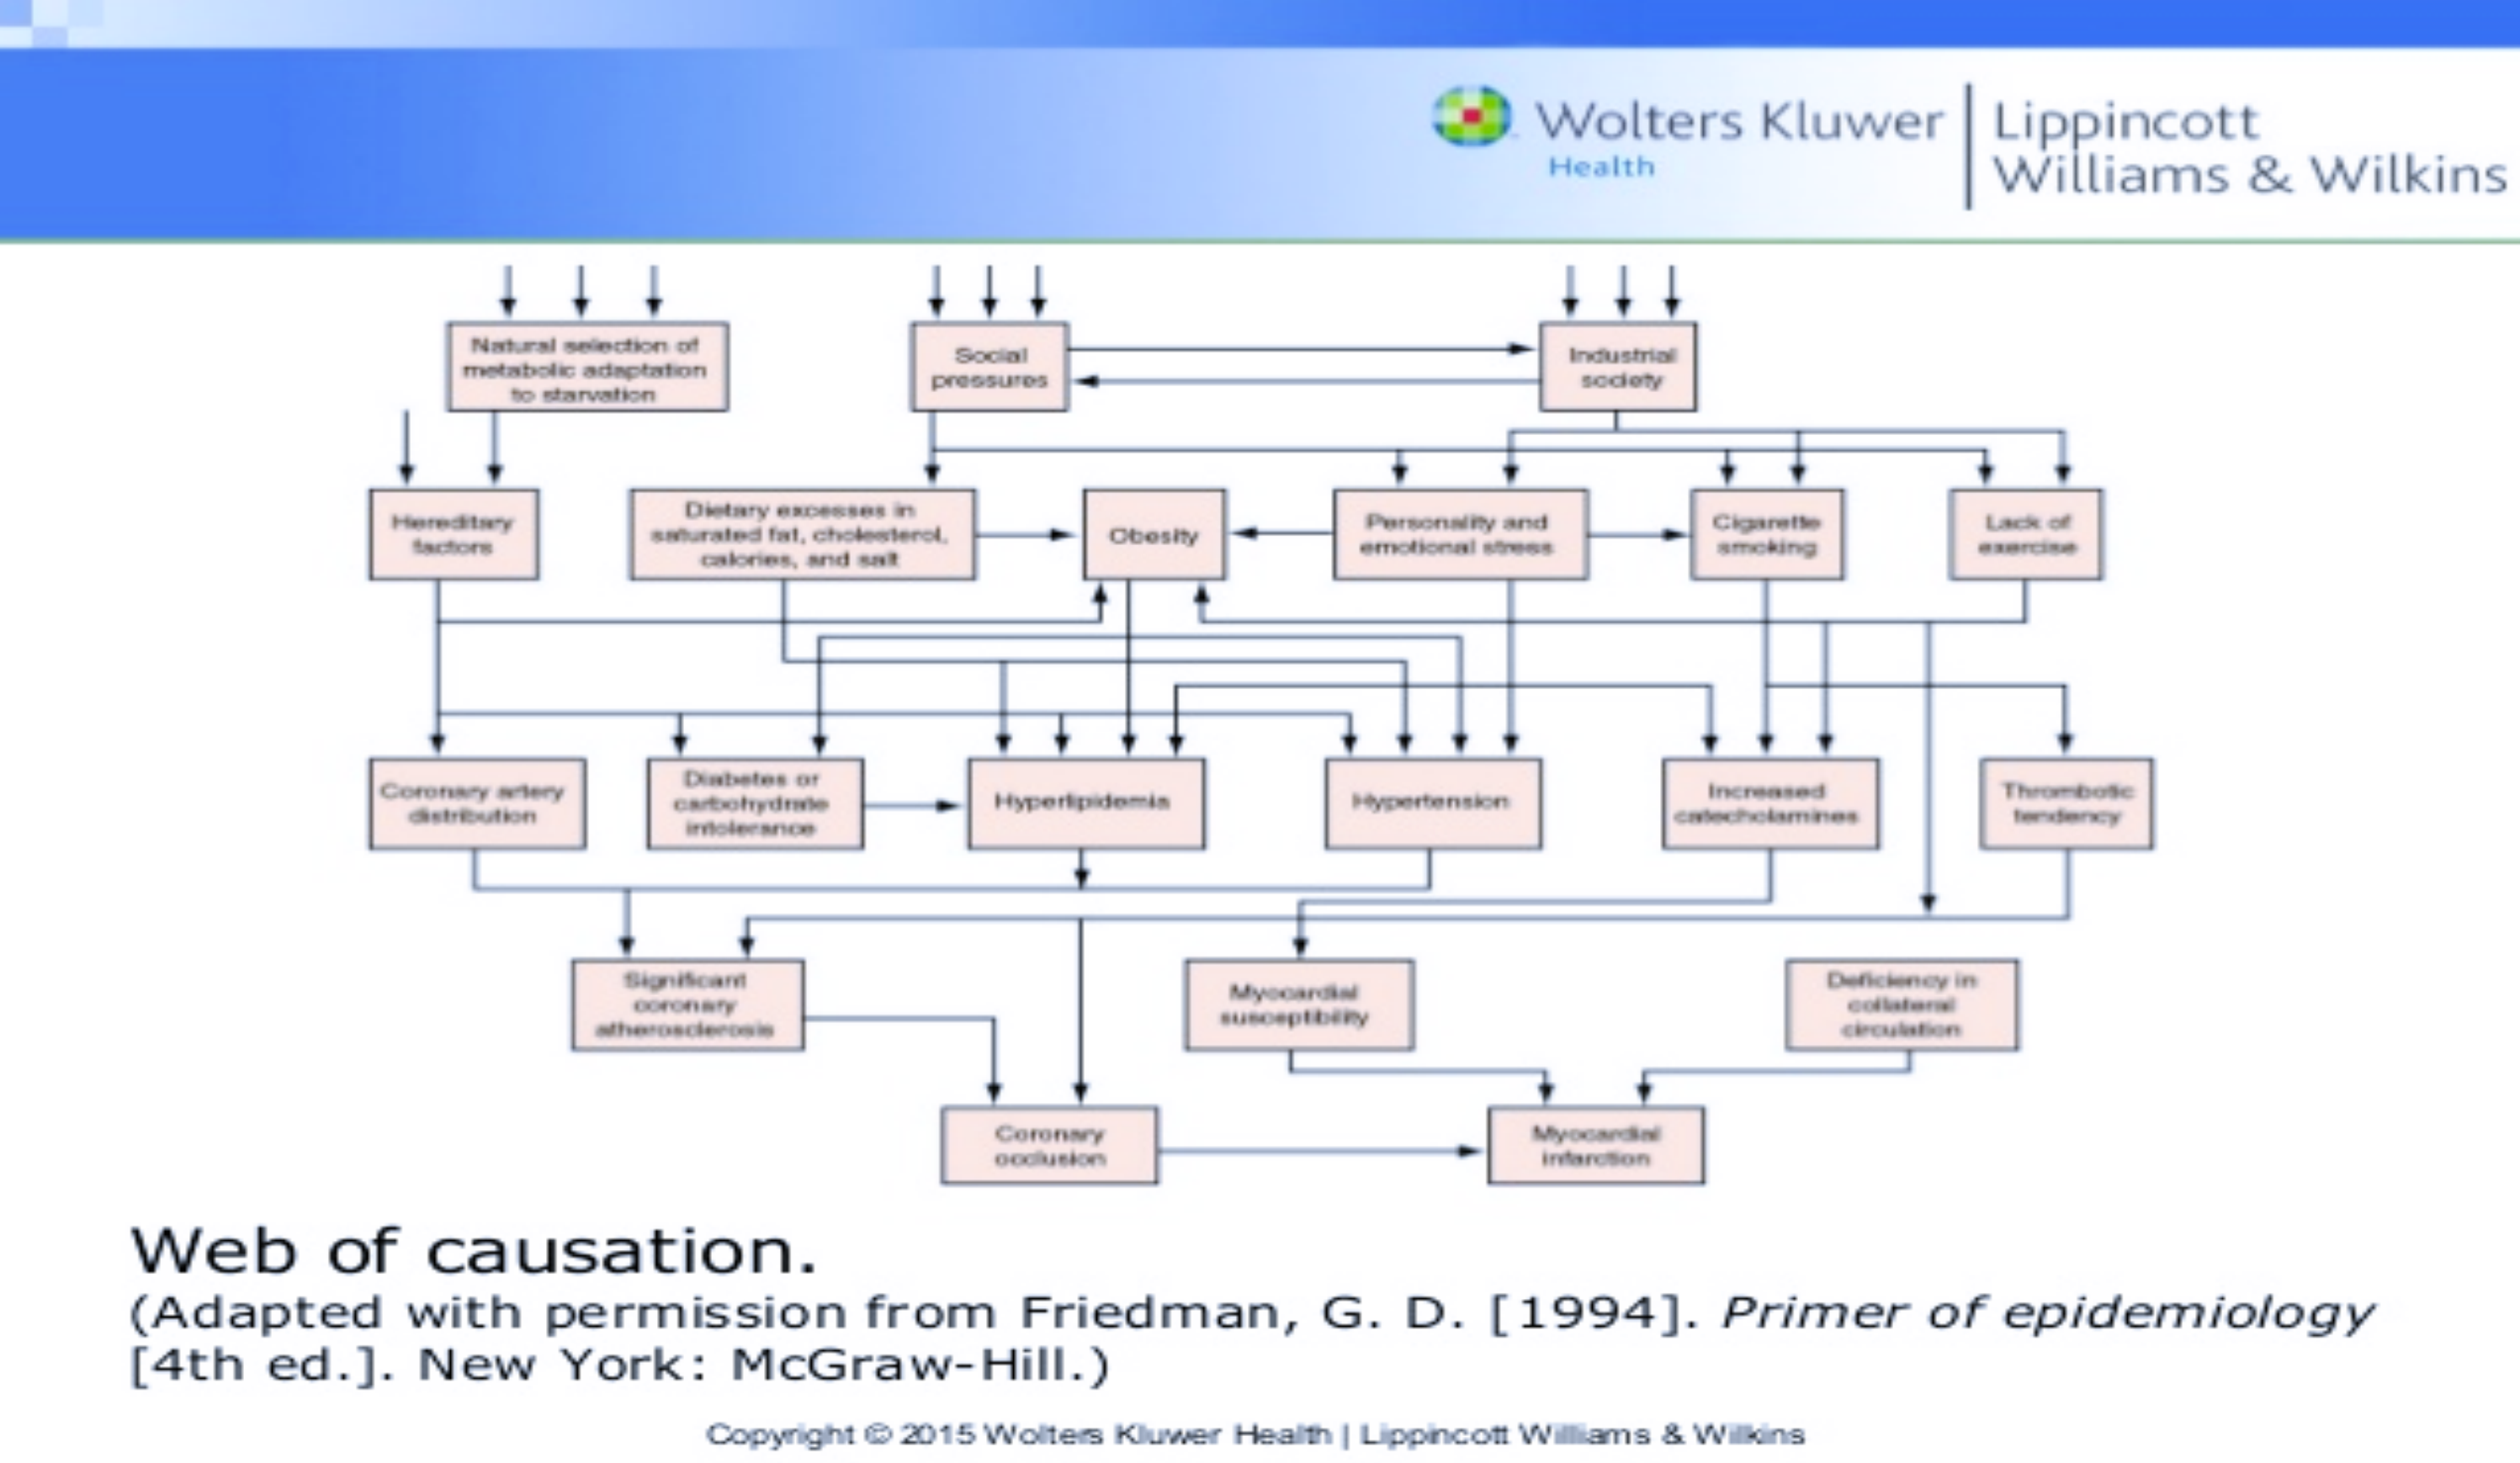 Wolters Kluwer
Health
Lippincott
Williams & Wilkins
Natural selection of
metabolic adaptation
to starvation
Social
pressures
Industrial
society
Hereditary
factors
Dietary excesses in
saturated fat, cholesterol,
calories, and salt
Obesity
Personality and
emotional stress
Cigarette
smoking
Lack of
exercise
Coronary artery
distribution
Diabetes or
carbohydrate
intolerance
Hyperlipidemia
Hypertension
Increased
catecholamines
Thrombotic
tendency
Significant
coronary
atherosclerosis
Myocardial
susceptibility
Deficiency in
collateral
circulation
Coronary
occlusion
Myocardial
infarction
Web of causation.
(Adapted with permission from Friedman, G. D. [1994]. Primer of epidemiology
[4th ed.]. New York: McGraw-Hill.)
Copyright © 2015 Wolters Kluwer Health | Lippincott Williams & Wilkins